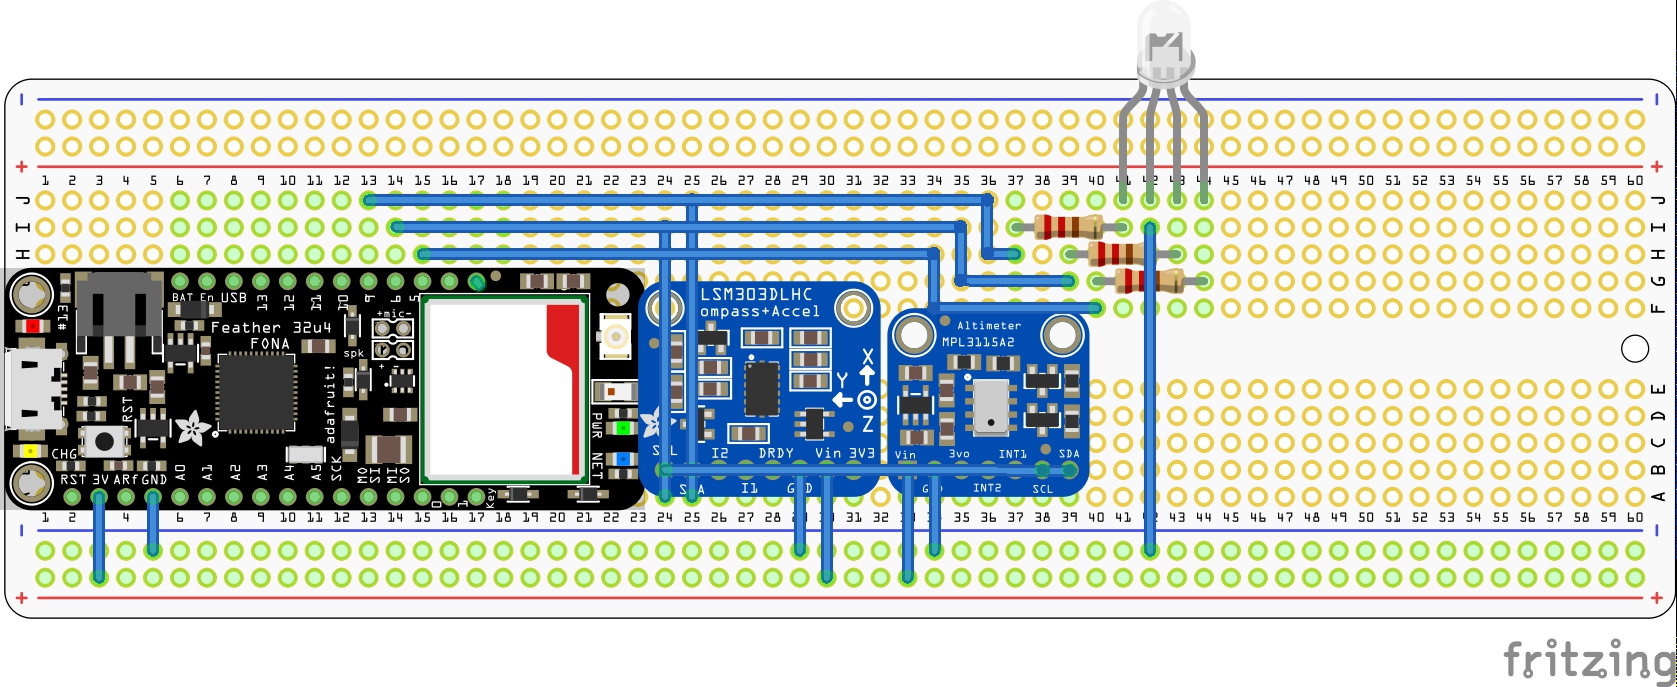 1 2 3 4 5 6 7 8 9 10 11 12 13 14 15 16 17 18 19 20 21 22 23 24 25 26 27 28 29 30 31 32 33 34 35 36 37 38 39 40 42 43 44 45 46 47 48 49 50 51 52 53 54 55 56 57 58 59 60
J J
I I
H H
G
F
BAT En USB 13 12 11 10 9 6 5
#13
Feather 32u4
FONA
+mic-
spk
+ -
adafruit!
RST
CHG
PWR
NET
RST 3V ARf GND A0 A1 A2 A3 A4 A5 SCK MO SI MI SO 0 1 Key
LSM303DLHC
ompass+Accel
X
Y
Z
I2 DRDY Vin 3V3
I1
Altimeter
MPL3115A2
Vin 3vo INT1 SDA
INT2 SCL
E
D
C
B
A
1 2 4 6 7 8 9 10 11 12 13 14 15 16 17 18 19 20 21 22 23 24 25 26 27 31 35 36 37 38 39 40 41 43 44 45 46 47 48 49 50 51 52 53 54 55 56 57 58 59 60
fritzing